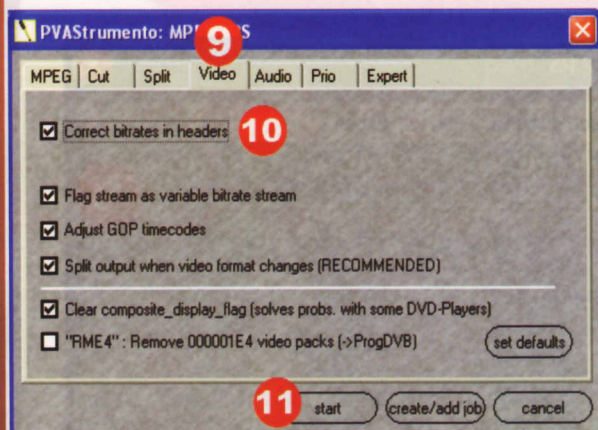 PVAStrumento: MP
9
S
MPEG Cut Split Video Audio Prio Expert
Correct bitrates in headers
10
Flag stream as variable bitrate stream
Adjust GOP timecodes
Split output when video format changes (RECOMMENDED)
Clear composite_display_flag (solves probs. with some DVD-Players)
"RME4" : Remove 000001E4 video packs (->ProgDVB)
set defaults
11
start
create/add job
cancel